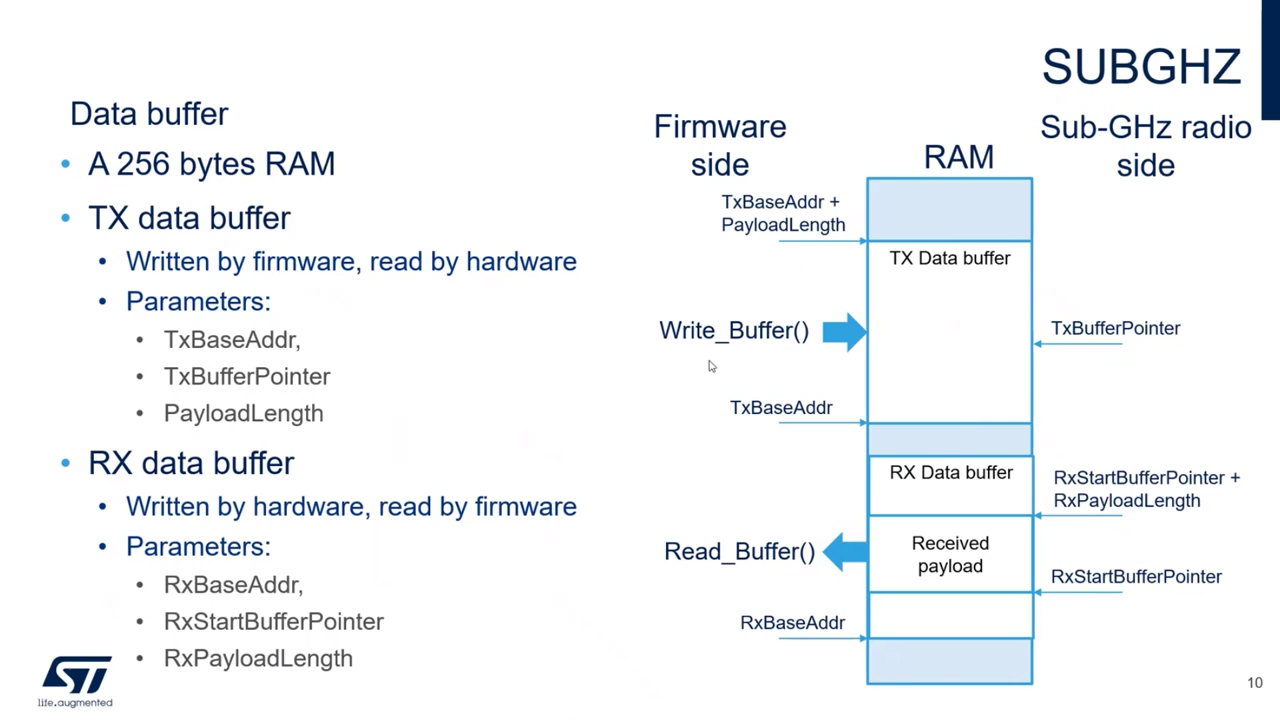 SUBGHZ
Data buffer
• A 256 bytes RAM
• TX data buffer
• Written by firmware, read by hardware
• Parameters:
• TxBaseAddr,
• TxBufferPointer
• PayloadLength
• RX data buffer
• Written by hardware, read by firmware
• Parameters:
• RxBaseAddr,
• RxStartBufferPointer
• RxPayloadLength
Firmware
side
RAM
Sub-GHz radio
side
TxBaseAddr +
PayloadLength
TX Data buffer
Write_Buffer()
TxBufferPointer
TxBaseAddr
RX Data buffer
RxStartBufferPointer +
RxPayloadLength
Read_Buffer()
Received
payload
RxStartBufferPointer
RxBaseAddr
ST
life.augmented
10